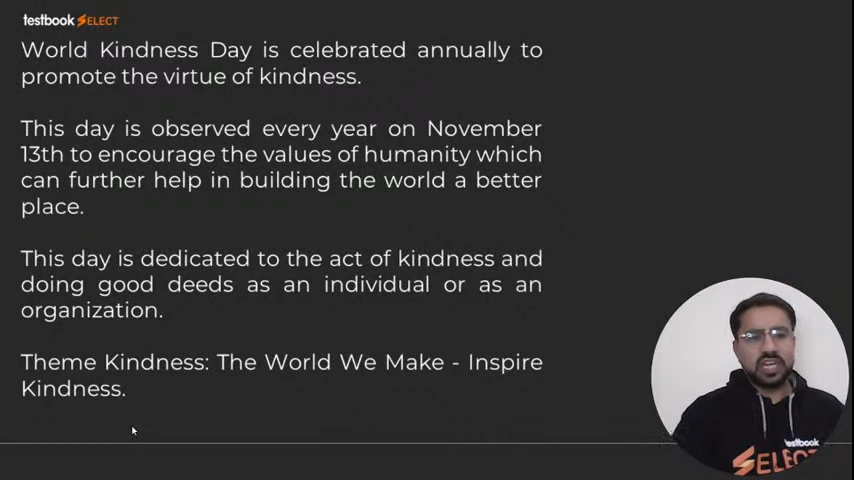 testbook SELECT
World Kindness Day is celebrated annually to
promote the virtue of kindness.
This day is observed every year on November
13th to encourage the values of humanity which
can further help in building the world a better
place.
This day is dedicated to the act of kindness and
doing good deeds as an individual or as an
organization.
Theme Kindness: The World We Make - Inspire
Kindness.
testbook
SELECT